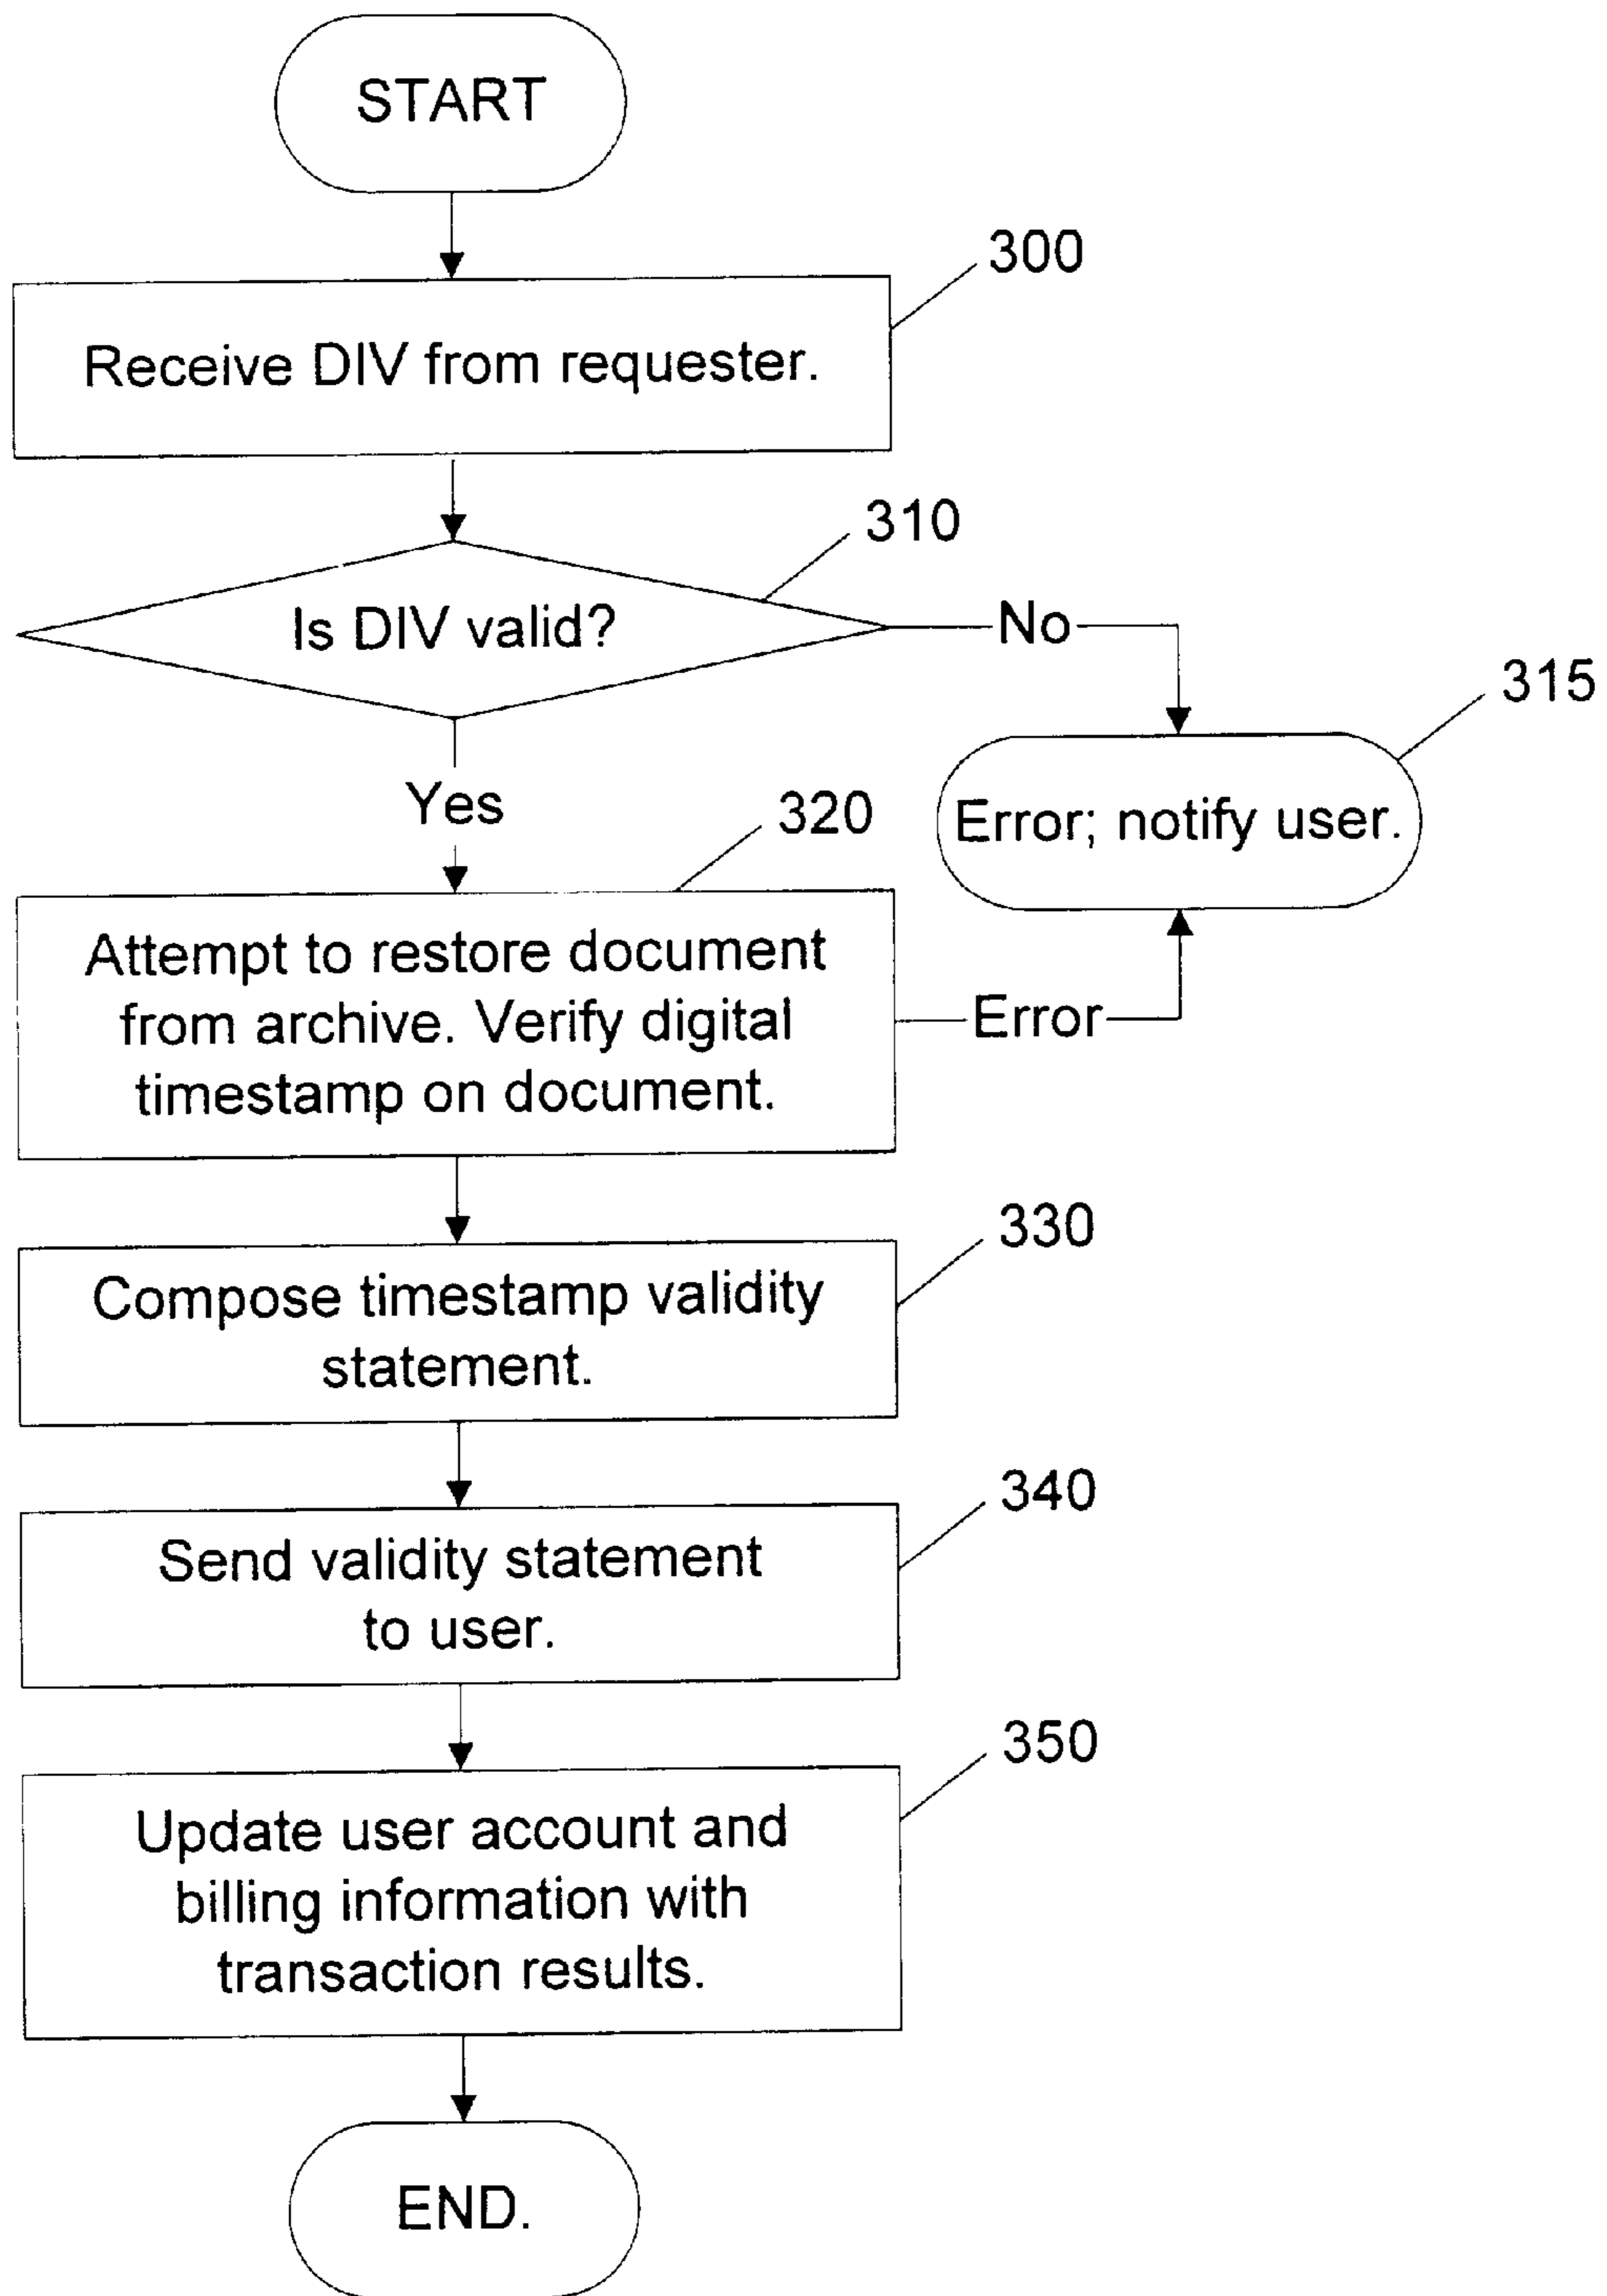 START
300
Receive DIV from requester.
310
Is DIV valid?
No
315
Error; notify user.
Yes
320
Attempt to restore document
from archive. Verify digital
timestamp on document.
Error
330
Compose timestamp validity
statement.
340
Send validity statement
to user.
350
Update user account and
billing information with
transaction results.
END.